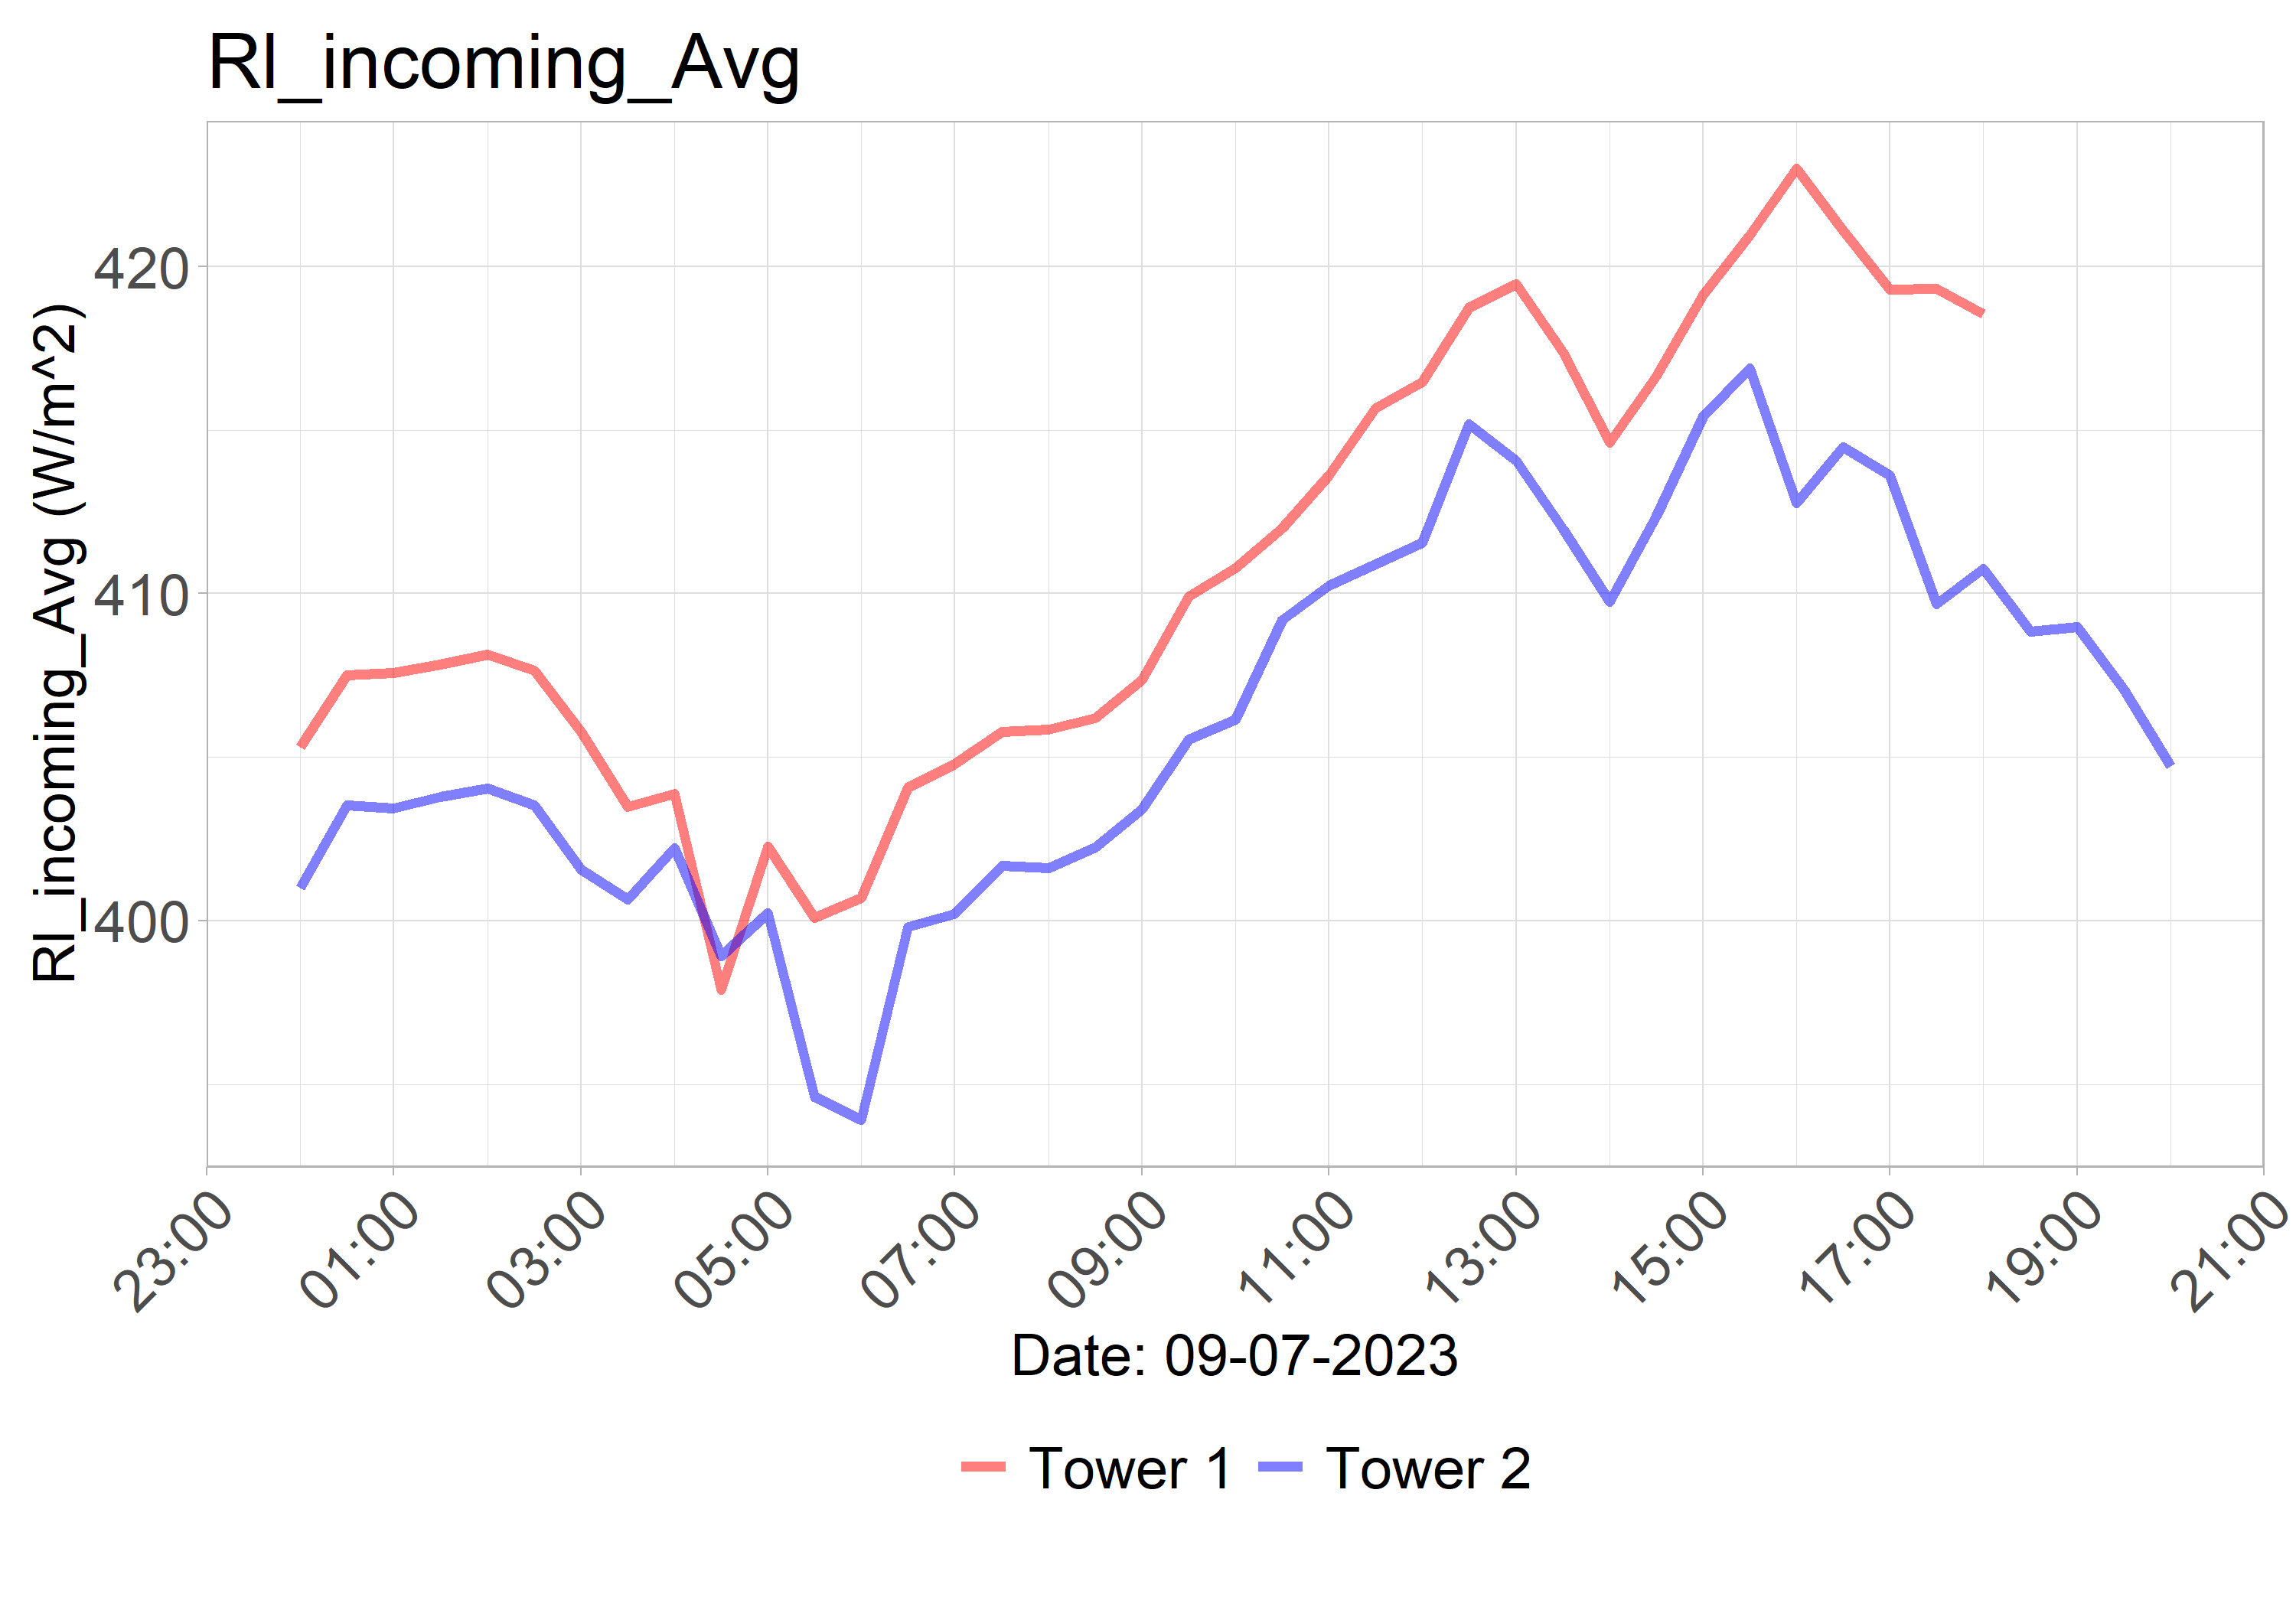 Rl_incoming_Avg
Rl_incoming_Avg (W/m^2)
420
410
400
23:00 01:00 03:00 05:00 07:00 09:00 11:00 13:00 15:00 17:00 19:00 21:00
Date: 09-07-2023
Tower 1 Tower 2